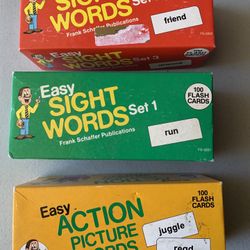 SIGHT
WORDS
Frank Schaffer Publications
friend
Easy
SIGHT
WORDS Set 1
Frank Schaffer Publications
100
FLASH
CARDS
run
Easy
ACTION
PICTURE
100
FLASH
CARDS
juggle
read